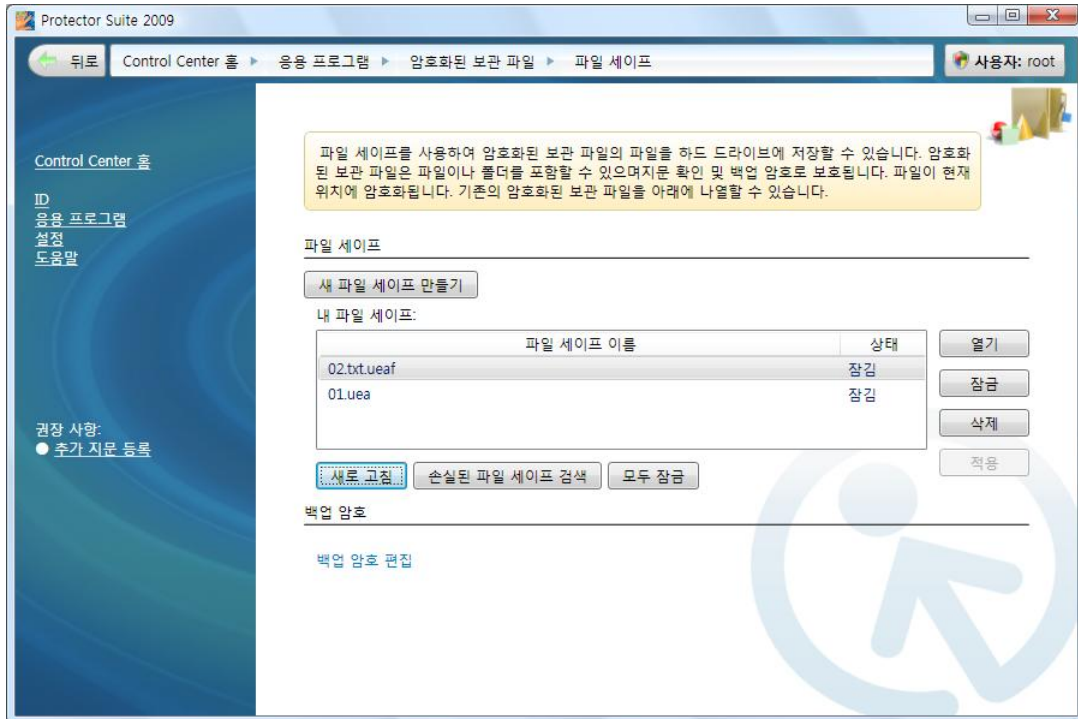 Protector Suite 2009
뒤로 Control Center 홈 응용 프로그램 암호화된 보관 파일 파일 세이프 사용자: root
파일 세이프를 사용하여 암호화된 보관 파일의 파일을 하드 드라이브에 저장할 수 있습니다. 암호화
된 보관 파일은 파일이나 폴더를 포함할 수 있으며지문 확인 및 백업 암호로 보호됩니다. 파일이 현재
위치에 암호화됩니다. 기존의 암호화된 보관 파일을 아래에 나열할 수 있습니다.
Control Center 홈
ID
응용 프로그램
설정
도움말
권장 사항:
추가 지문 등록
파일 세이프
새 파일 세이프 만들기
내 파일 세이프:
파일 세이프 이름 상태
02.txt.ueaf 잠김
01.uea 잠김
열기
잠금
삭제
적용
새로 고침 손실된 파일 세이프 검색 모두 잠금
백업 암호
백업 암호 편집